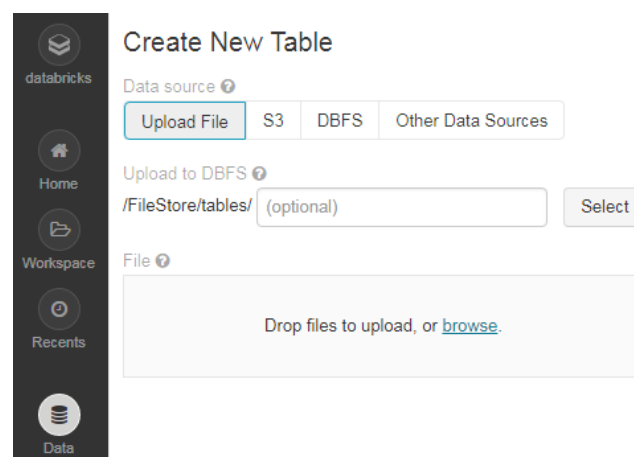 databricks
Home
Workspace
Recents
Data
Create New Table
Data source ?
Upload File S3 DBFS Other Data Sources
Upload to DBFS ?
/FileStore/tables/ (optional) Select
File ?
Drop files to upload, or browse.